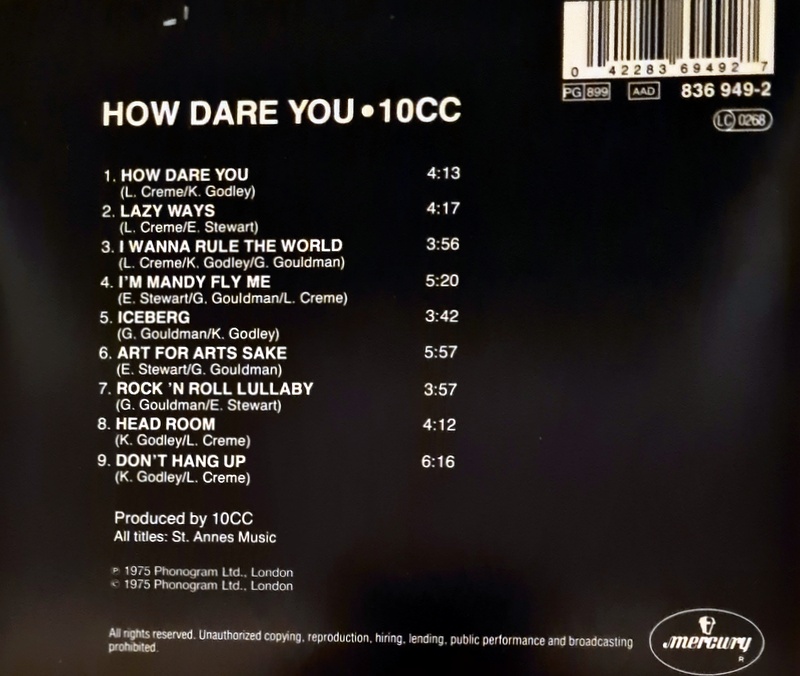 0 42283 69492 7
PG 899 AAD 836 949-2
LC 0268
HOW DARE YOU • 10CC
1. HOW DARE YOU 4:13
(L. Creme/K. Godley)
2. LAZY WAYS 4:17
(L. Creme/E. Stewart)
3. I WANNA RULE THE WORLD 3:56
(L. Creme/K. Godley/G. Gouldman)
4. I'M MANDY FLY ME 5:20
(E. Stewart/G. Gouldman/L. Creme)
5. ICEBERG 3:42
(G. Gouldman/K. Godley)
6. ART FOR ARTS SAKE 5:57
(E. Stewart/G. Gouldman)
7. ROCK 'N ROLL LULLABY 3:57
(G. Gouldman/E. Stewart)
8. HEAD ROOM 4:12
(K. Godley/L. Creme)
9. DON'T HANG UP 6:16
(K. Godley/L. Creme)
Produced by 10CC
All titles: St. Annes Music
℗ 1975 Phonogram Ltd., London
© 1975 Phonogram Ltd., London
All rights reserved. Unauthorized copying, reproduction, hiring, lending, public performance and broadcasting
prohibited.
mercury
R